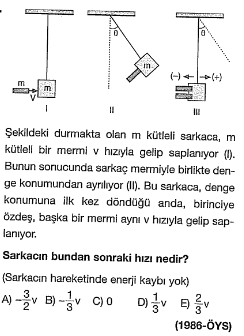 θ
θ
m
m
m
(–)
(+)
V
I
II
III
Şekildeki durmakta olan m kütleli sarkaca, m
kütleli bir mermi v hızıyla gelip saplanıyor (I).
Bunun sonucunda sarkaç mermiyle birlikte den-
ge konumundan ayrılıyor (II). Bu sarkaca, denge
konumuna ilk kez döndüğü anda, birinciye
özdeş, başka bir mermi aynı v hızıyla gelip sap-
lanıyor.
Sarkacın bundan sonraki hızı nedir?
(Sarkacın hareketinde enerji kaybı yok)
A) –3/2 v B) –1/3 v C) 0 D) 1/3 v E) 2/3 v
(1986-ÖYS)